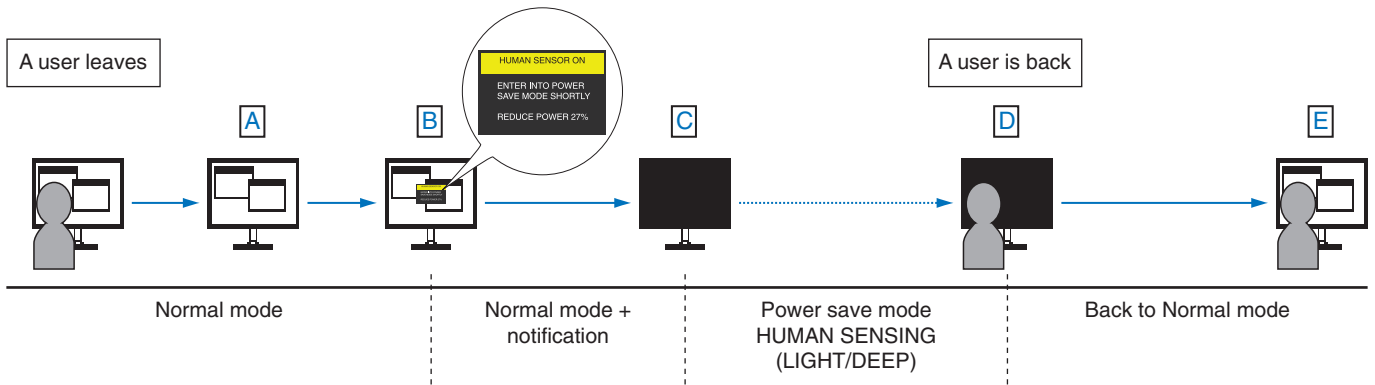 A user leaves
HUMAN SENSOR ON
ENTER INTO POWER
SAVE MODE SHORTLY
REDUCE POWER 27%
A user is back
A
B
C
D
E
Normal mode
Normal mode +
notification
Power save mode
HUMAN SENSING
(LIGHT/DEEP)
Back to Normal mode